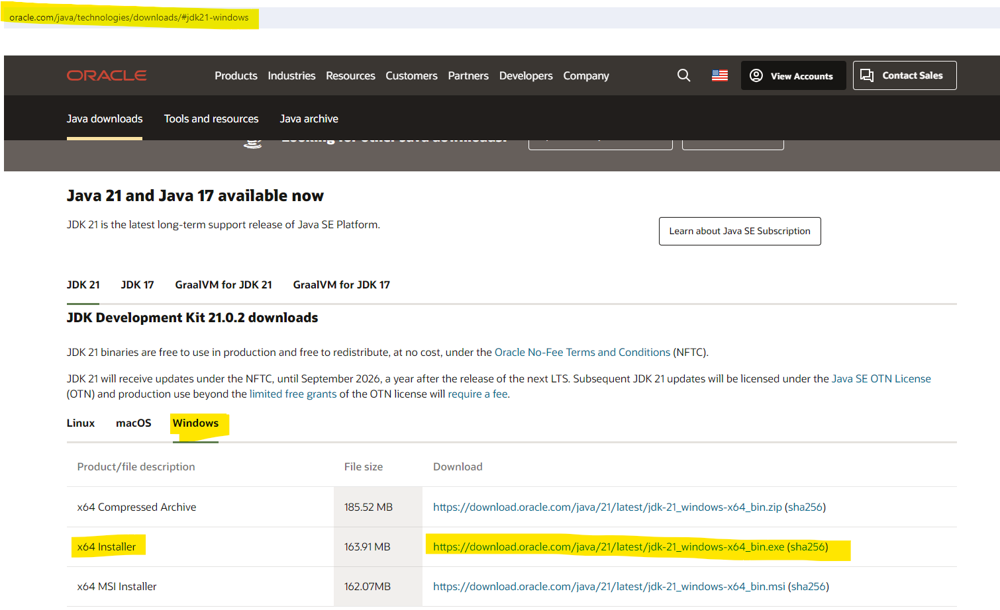 oracle.com/java/technologies/downloads/#jdk21-windows
ORACLE
Products Industries Resources Customers Partners Developers Company
View Accounts
Contact Sales
Java downloads Tools and resources Java archive
Looking for other Java downloads?
Java 21 and Java 17 available now
JDK 21 is the latest long-term support release of Java SE Platform.
Learn about Java SE Subscription
JDK 21 JDK 17 GraalVM for JDK 21 GraalVM for JDK 17
JDK Development Kit 21.0.2 downloads
JDK 21 binaries are free to use in production and free to redistribute, at no cost, under the Oracle No-Fee Terms and Conditions (NFTC).
JDK 21 will receive updates under the NFTC, until September 2026, a year after the release of the next LTS. Subsequent JDK 21 updates will be licensed under the Java SE OTN License
(OTN) and production use beyond the limited free grants of the OTN license will require a fee.
Linux macOS Windows
Product/file description File size Download
x64 Compressed Archive 185.52 MB https://download.oracle.com/java/21/latest/jdk-21_windows-x64_bin.zip (sha256)
x64 Installer 163.91 MB https://download.oracle.com/java/21/latest/jdk-21_windows-x64_bin.exe (sha256)
x64 MSI Installer 162.07MB https://download.oracle.com/java/21/latest/jdk-21_windows-x64_bin.msi (sha256)